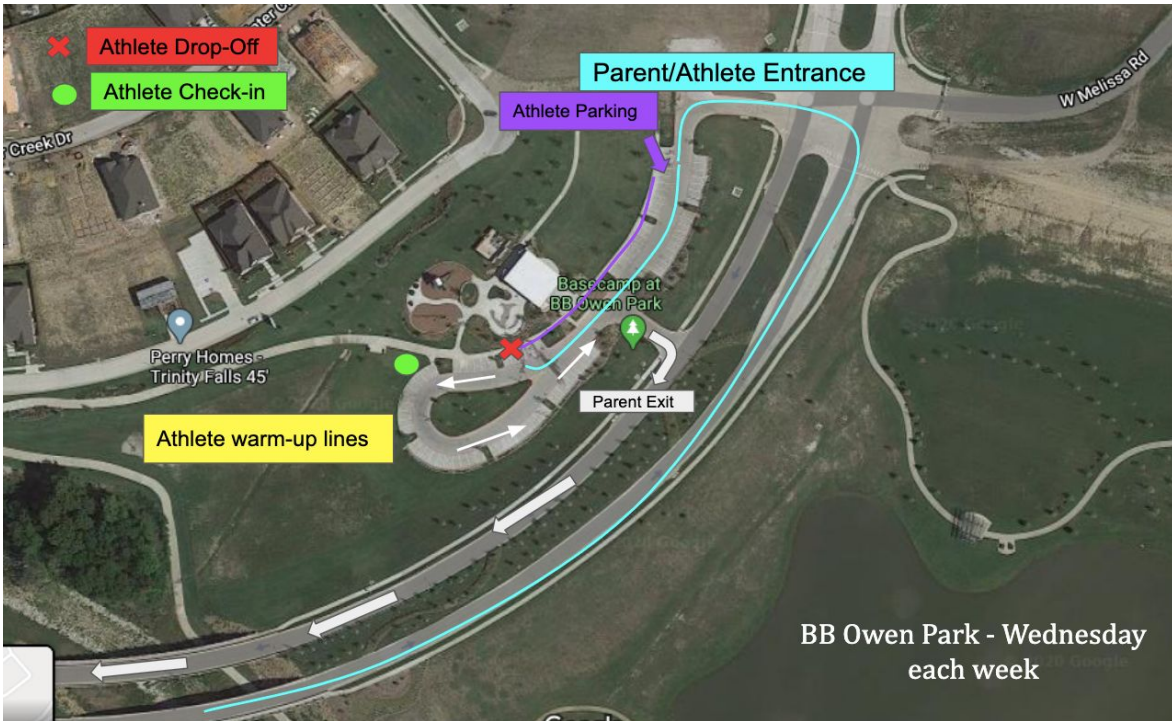 Athlete Drop-Off
Parent/Athlete Entrance
Athlete Check-in
Athlete Parking
W Melissa Rd
Creek Dr
Basecamp at
BB Owen Park
Perry Homes -
Trinity Falls 45'
Parent Exit
Athlete warm-up lines
BB Owen Park - Wednesday
each week